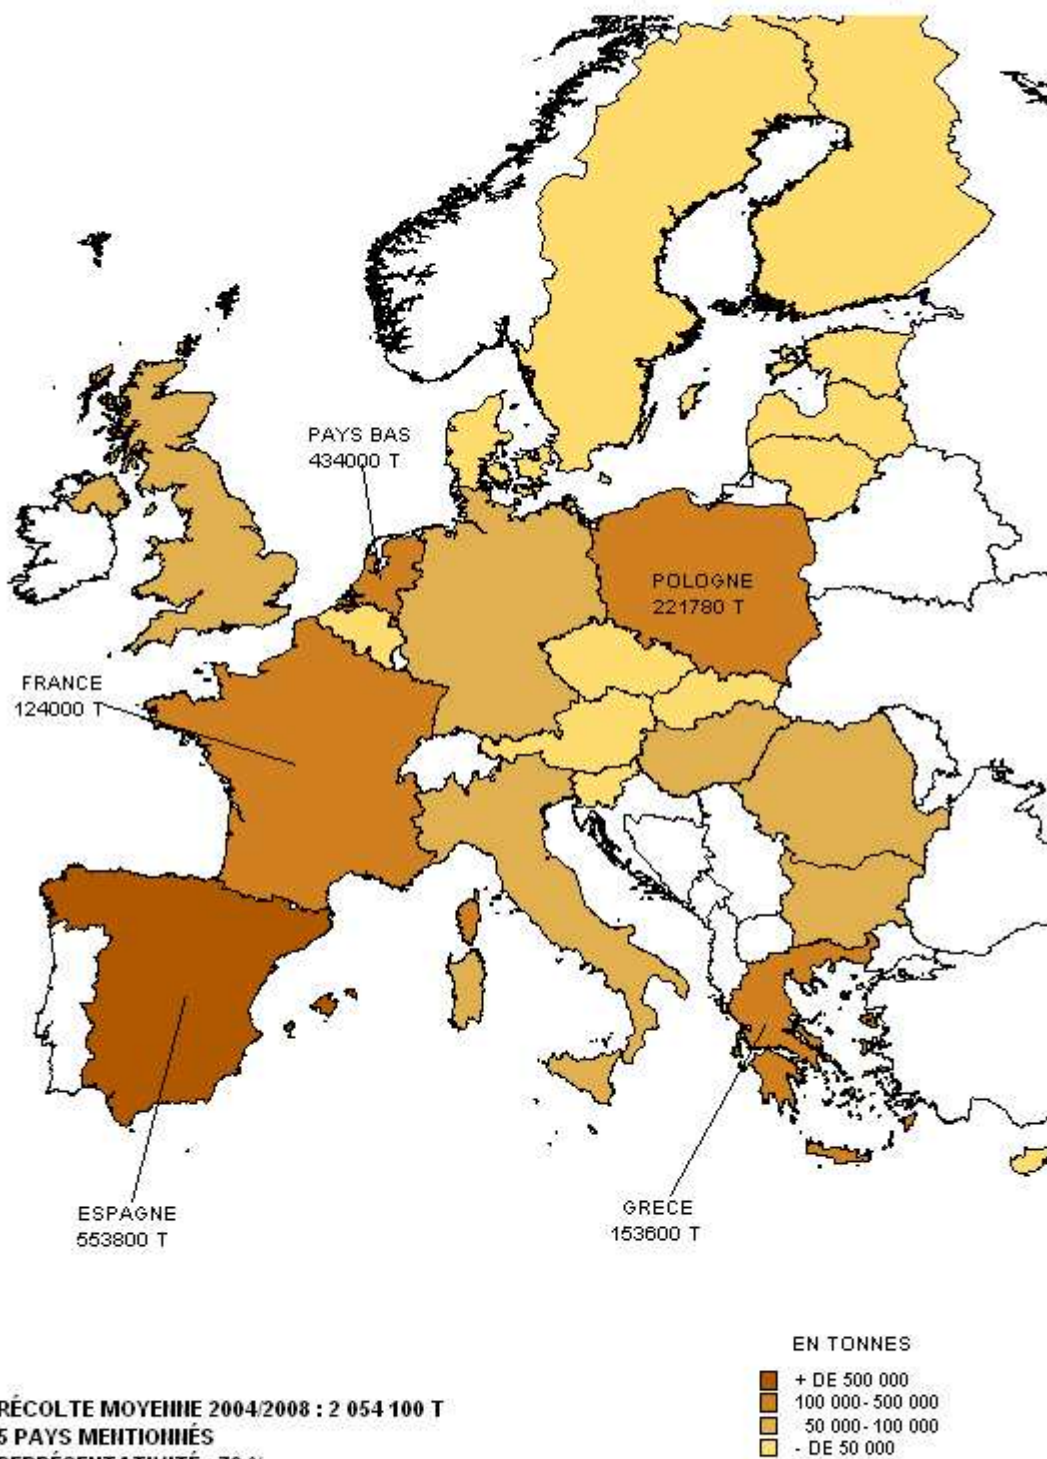 PAYS BAS
434000 T
POLOGNE
221780 T
FRANCE
124000 T
ESPAGNE
553800 T
GRECE
153600 T
EN TONNES
+ DE 500 000
100 000-500 000
50 000-100 000
- DE 50 000
RÉCOLTE MOYENNE 2004/2008 : 2 054 100 T
5 PAYS MENTIONNÉS